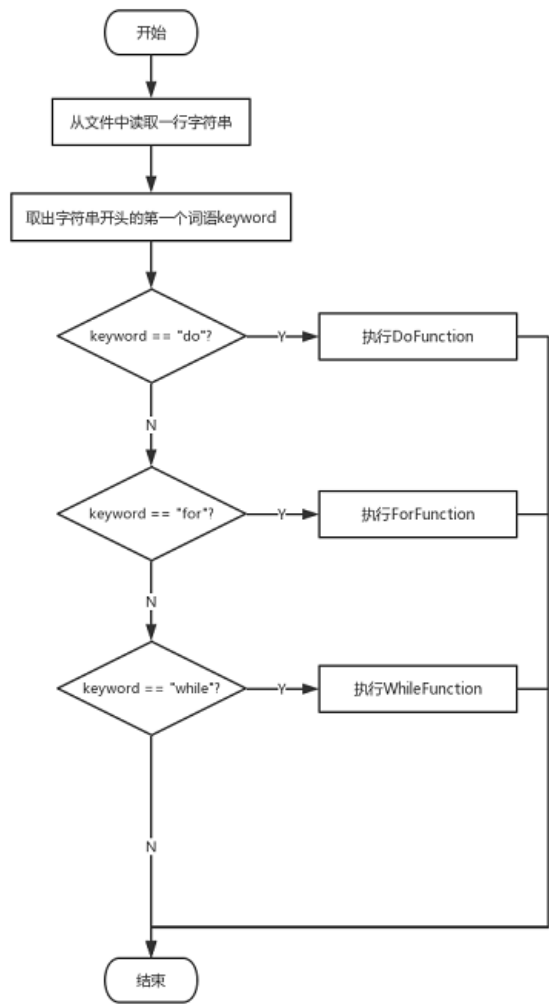 开始
从文件中读取一行字符串
取出字符串开头的第一个词语keyword
keyword == "do"?
Y
执行DoFunction
N
keyword == "for"?
Y
执行ForFunction
N
keyword == "while"?
Y
执行WhileFunction
N
结束